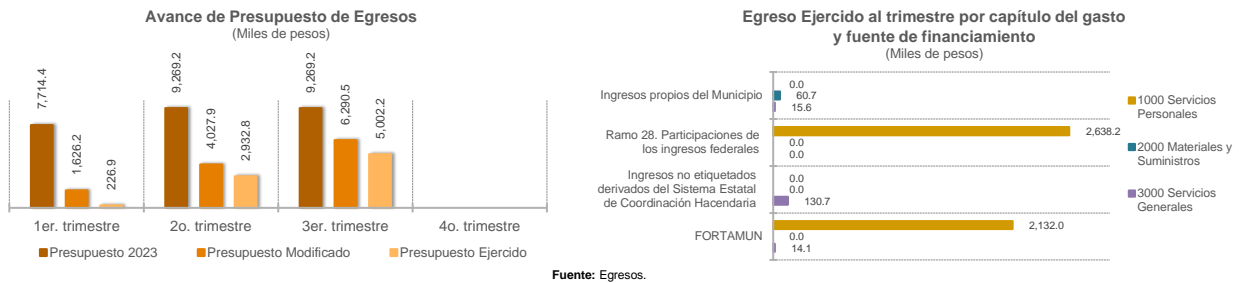 Avance de Presupuesto de Egresos
(Miles de pesos)
7,714.4
1,626.2
226.9
9,269.2
4,027.9
2,932.8
9,269.2
6,290.5
5,002.2
1er. trimestre
2o. trimestre
3er. trimestre
4o. trimestre
Presupuesto 2023
Presupuesto Modificado
Presupuesto Ejercido
Egreso Ejercido al trimestre por capítulo del gasto
y fuente de financiamiento
(Miles de pesos)
Ingresos propios del Municipio
0.0
60.7
15.6
Ramo 28. Participaciones de
los ingresos federales
2,638.2
0.0
0.0
Ingresos no etiquetados
derivados del Sistema Estatal
de Coordinación Hacendaria
0.0
0.0
130.7
FORTAMUN
2,132.0
0.0
14.1
1000 Servicios
Personales
2000 Materiales y
Suministros
3000 Servicios
Generales
Fuente: Egresos.